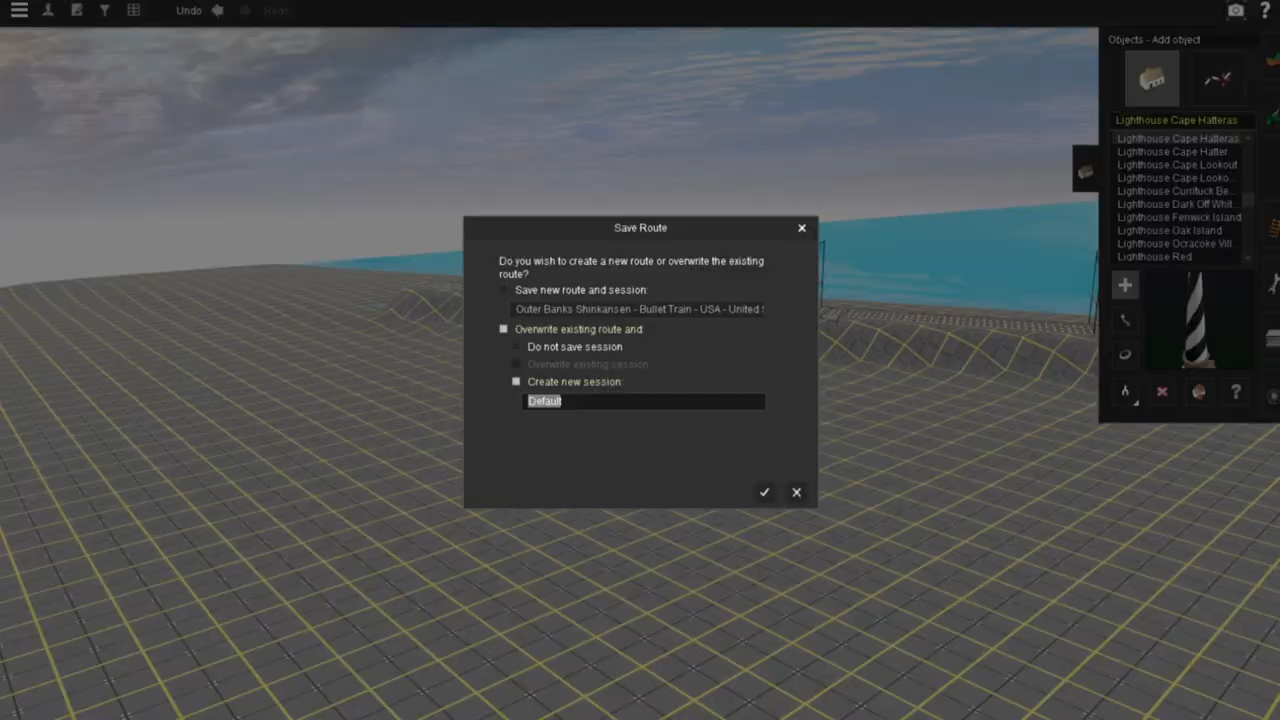 Undo
Redo
?
Objects - Add object
Lighthouse Cape Hatteras
Lighthouse Cape Hatteras
Lighthouse Cape Hatter
Lighthouse Cape Lookout
Lighthouse Cape Looko...
Lighthouse Currituck Be...
Lighthouse Dark Off Whit...
Lighthouse Fenwick Island
Lighthouse Oak Island
Lighthouse Ocracoke Vill
Lighthouse Red
?
Save Route
Do you wish to create a new route or overwrite the existing
route?
Save new route and session:
Outer Banks Shinkansen - Bullet Train - USA - United
Overwrite existing route and:
Do not save session
Overwrite existing session
Create new session:
Default